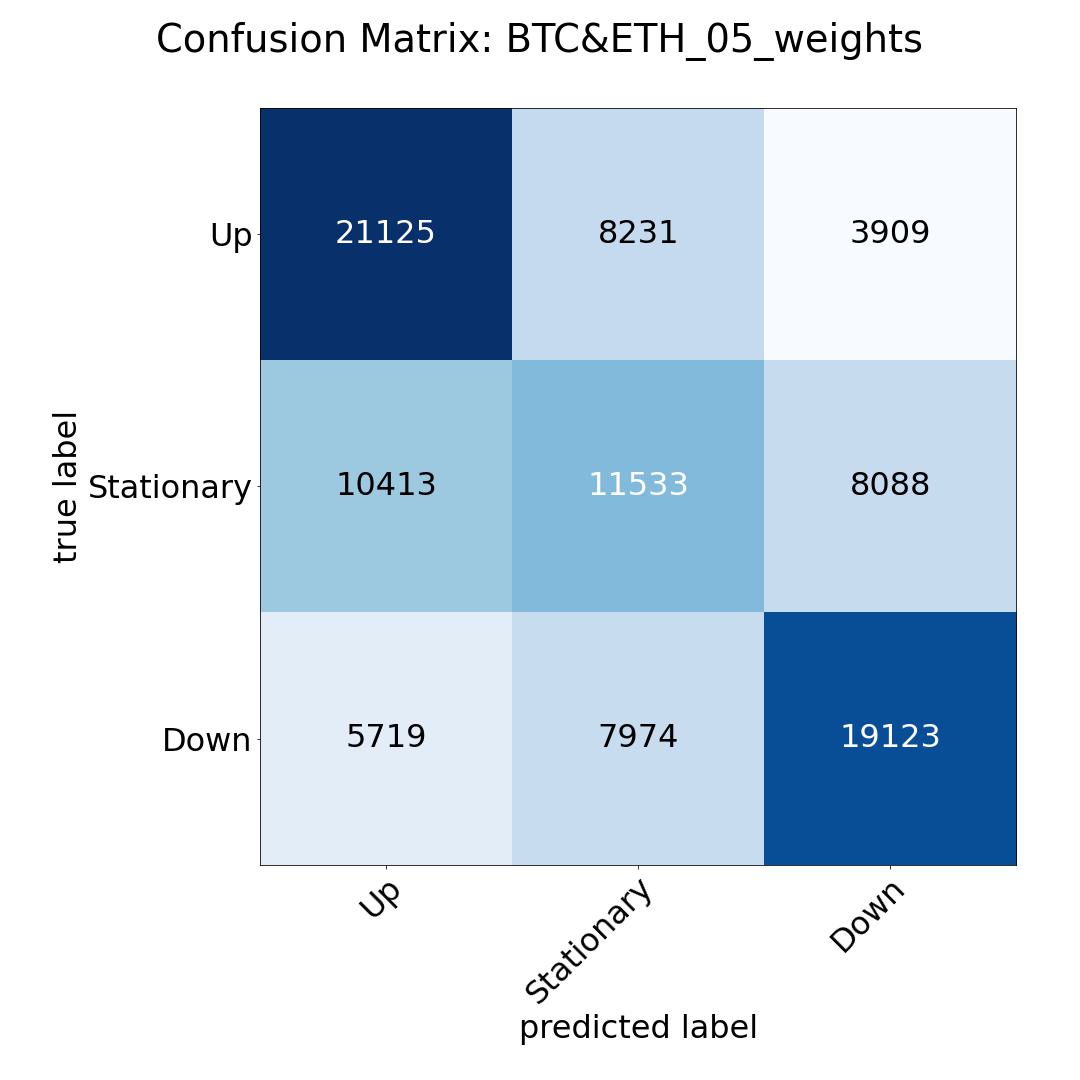 Confusion Matrix: BTC&ETH_05_weights
Up
21125 8231 3909
true label
Stationary
10413 11533 8088
Down
5719 7974 19123
Up
Stationary
Down
predicted label